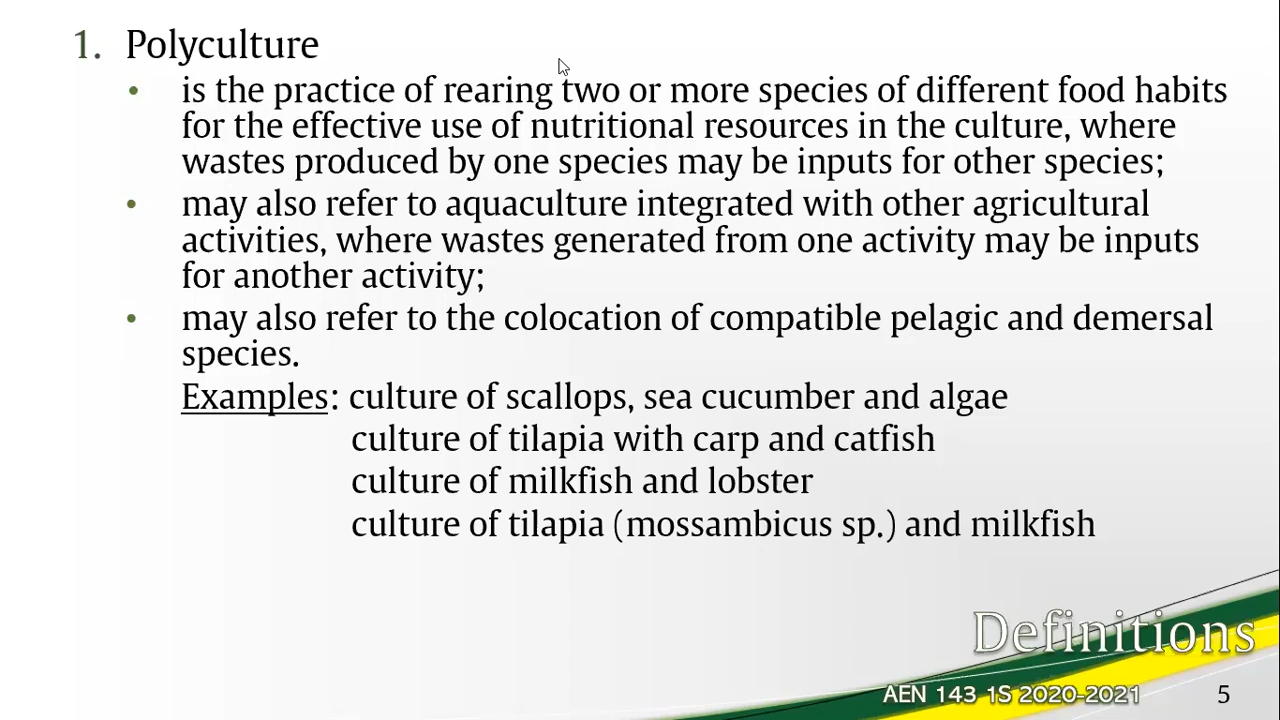 1. Polyculture
• is the practice of rearing two or more species of different food habits
for the effective use of nutritional resources in the culture, where
wastes produced by one species may be inputs for other species;
• may also refer to aquaculture integrated with other agricultural
activities, where wastes generated from one activity may be inputs
for another activity;
• may also refer to the colocation of compatible pelagic and demersal
species.
Examples: culture of scallops, sea cucumber and algae
culture of tilapia with carp and catfish
culture of milkfish and lobster
culture of tilapia (mossambicus sp.) and milkfish
Definitions
AEN 143 1S 2020-2021 5